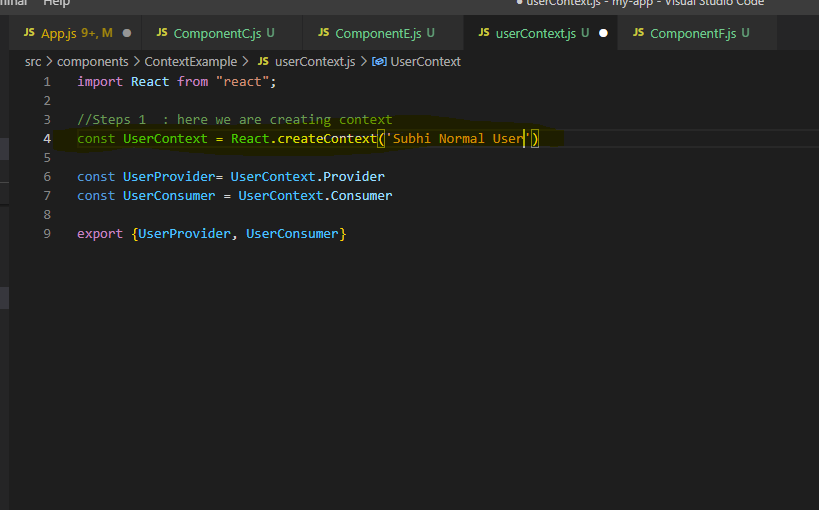 Help
userContext.js - my-app - Visual Studio Code
JS App.js 9+, M
JS ComponentC.js U
JS ComponentE.js U
JS userContext.js U
JS ComponentF.js U
src > components > ContextExample > JS userContext.js > UserContext
1 import React from "react";
2
3 //Steps 1  : here we are creating context
4 const UserContext = React.createContext('Subhi Normal User')
5
6 const UserProvider= UserContext.Provider
7 const UserConsumer = UserContext.Consumer
8
9 export {UserProvider, UserConsumer}